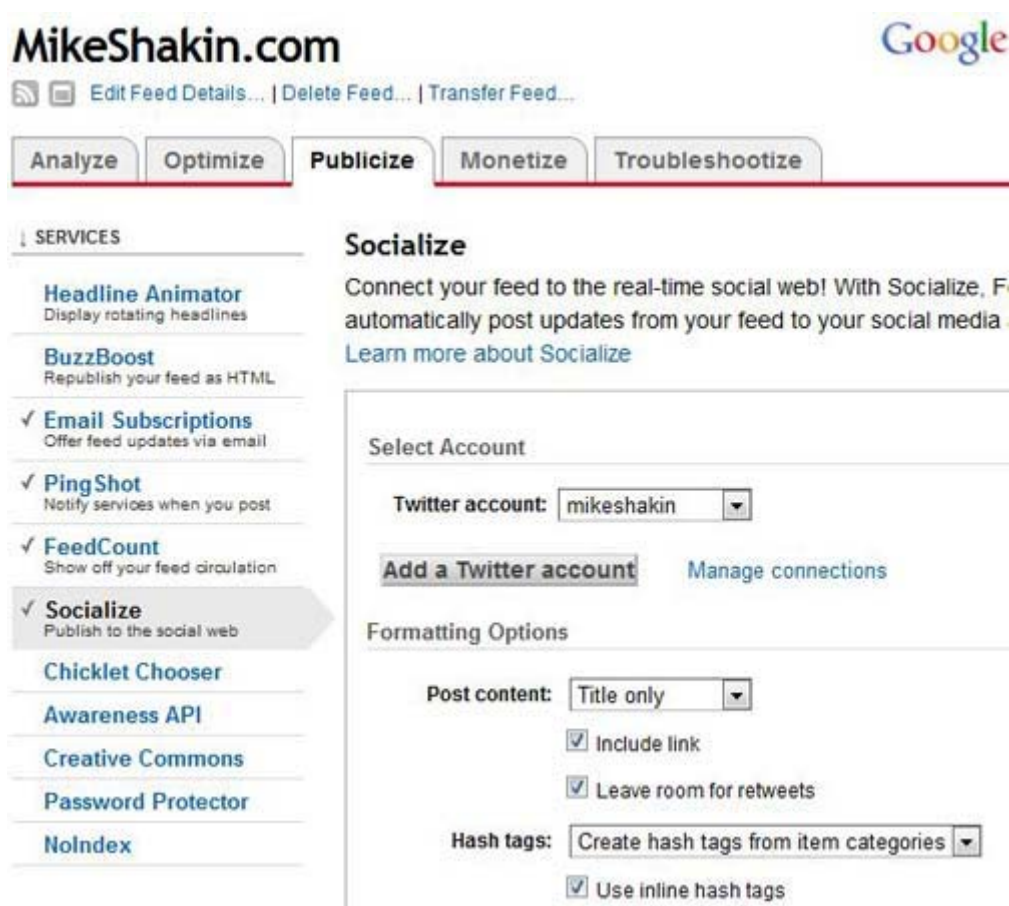 MikeShakin.com
Google
Edit Feed Details... | Delete Feed... | Transfer Feed...
Analyze Optimize Publicize Monetize Troubleshootize
↓ SERVICES
Headline Animator
Display rotating headlines
BuzzBoost
Republish your feed as HTML
✓ Email Subscriptions
Offer feed updates via email
✓ PingShot
Notify services when you post
✓ FeedCount
Show off your feed circulation
✓ Socialize
Publish to the social web
Chicklet Chooser
Awareness API
Creative Commons
Password Protector
NoIndex
Socialize
Connect your feed to the real-time social web! With Socialize,
automatically post updates from your feed to your social media
Learn more about Socialize
Select Account
Twitter account: mikeshakin
Add a Twitter account Manage connections
Formatting Options
Post content: Title only
Include link
Leave room for retweets
Hash tags: Create hash tags from item categories
Use inline hash tags